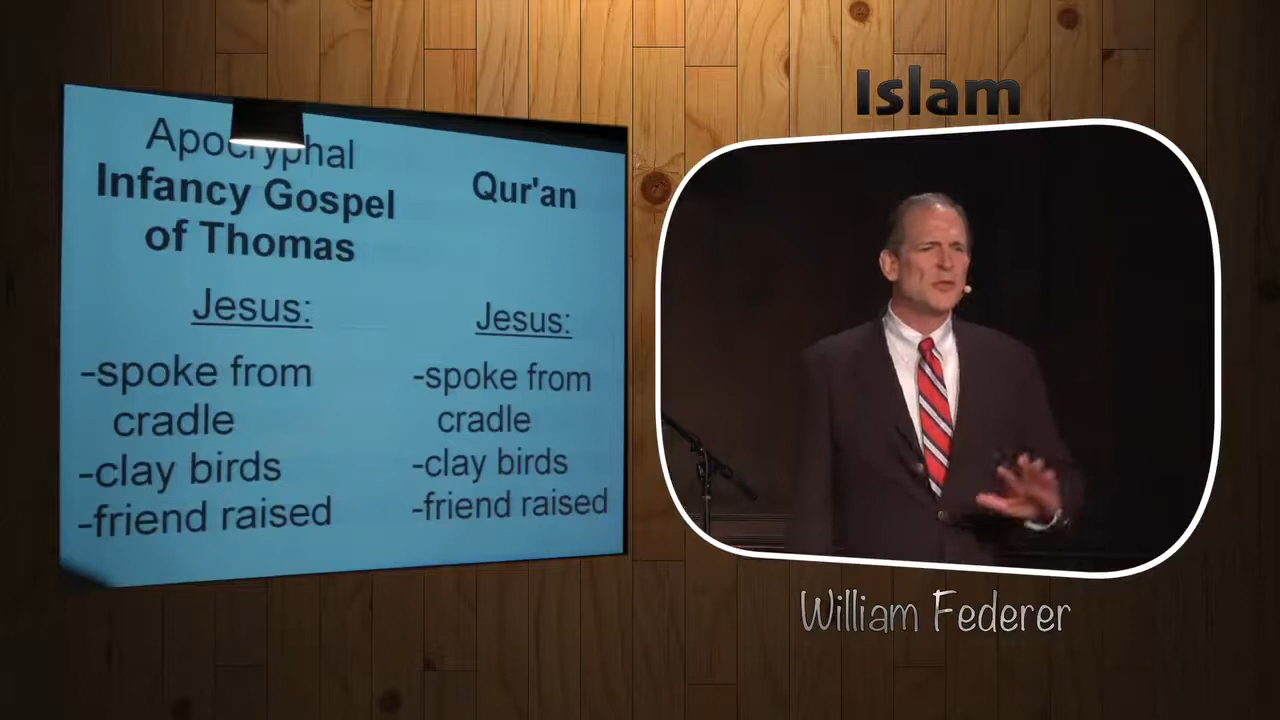 Islam
Apocryphal
Infancy Gospel
of Thomas
Jesus:
-spoke from
cradle
-clay birds
-friend raised
Qur'an
Jesus:
-spoke from
cradle
-clay birds
-friend raised
William Federer